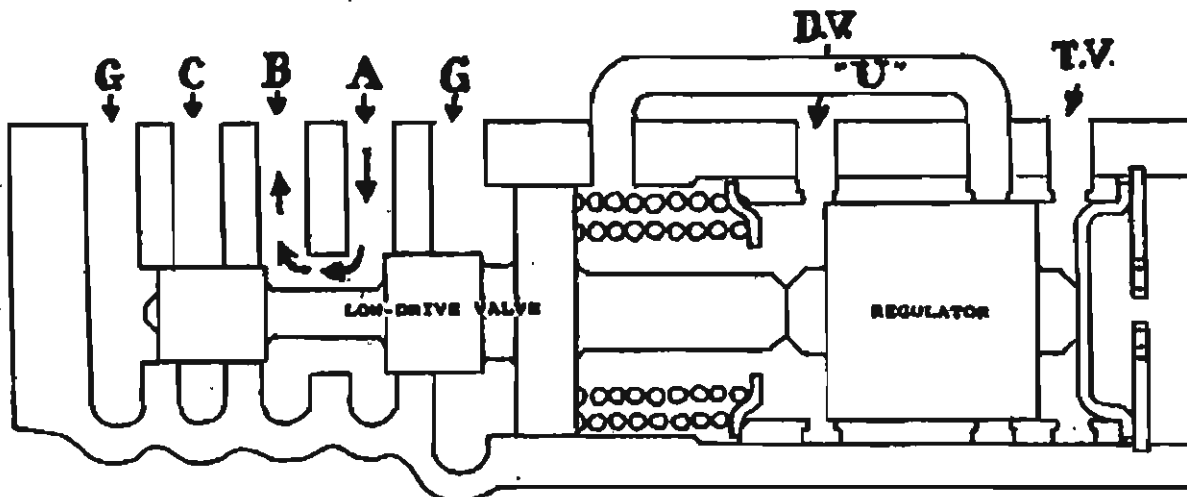 D.V.
G C B A G "U" T.V.
LOW-DRIVE VALVE
REGULATOR